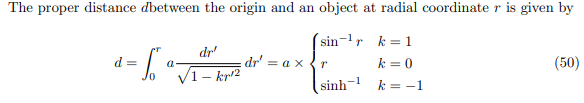 The proper distance dbetween the origin and an object at radial coordinate r is given by
d = ∫₀ʳ a dr′/√(1 − kr′²) dr′ = a × { sin⁻¹ r k = 1
r k = 0
sinh⁻¹ k = −1 (50)